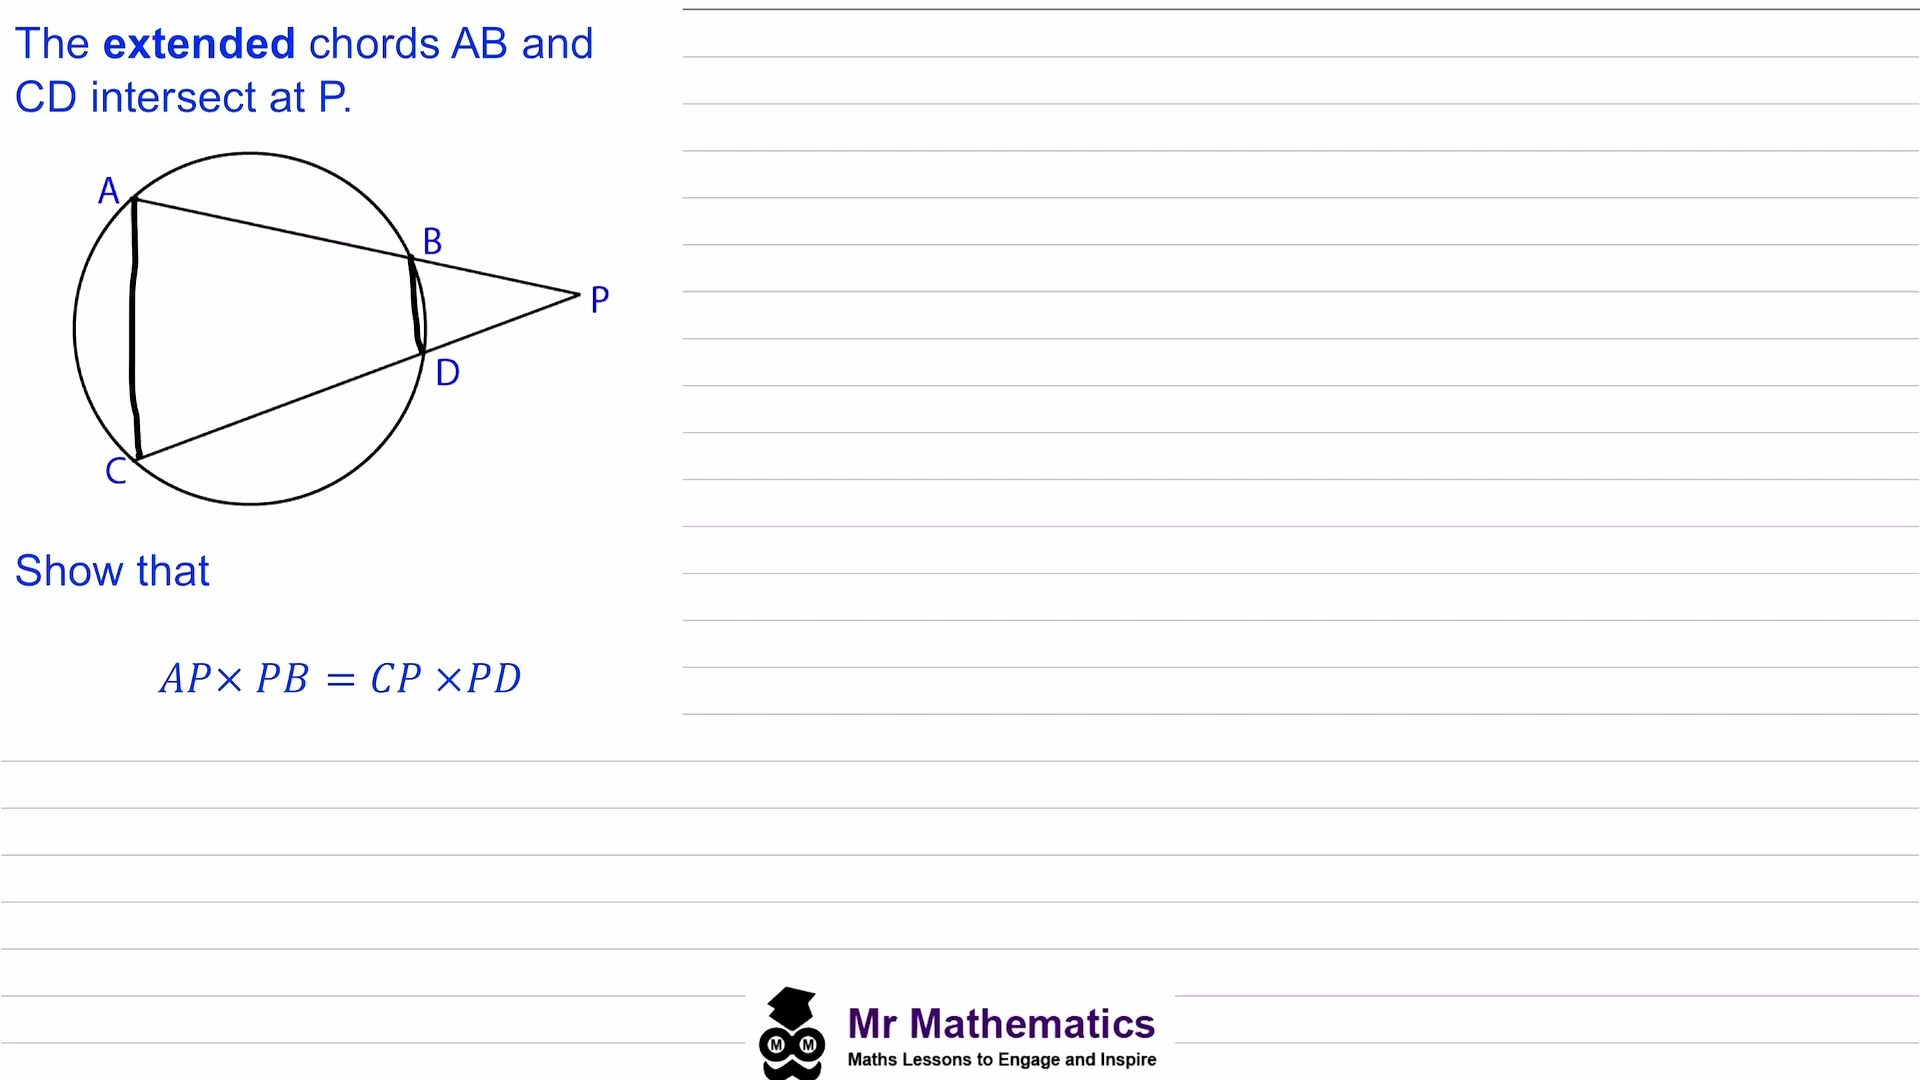 The extended chords AB and
CD intersect at P.
A
B
P
D
C
Show that
AP× PB = CP ×PD
M M
Mr Mathematics
Maths Lessons to Engage and Inspire